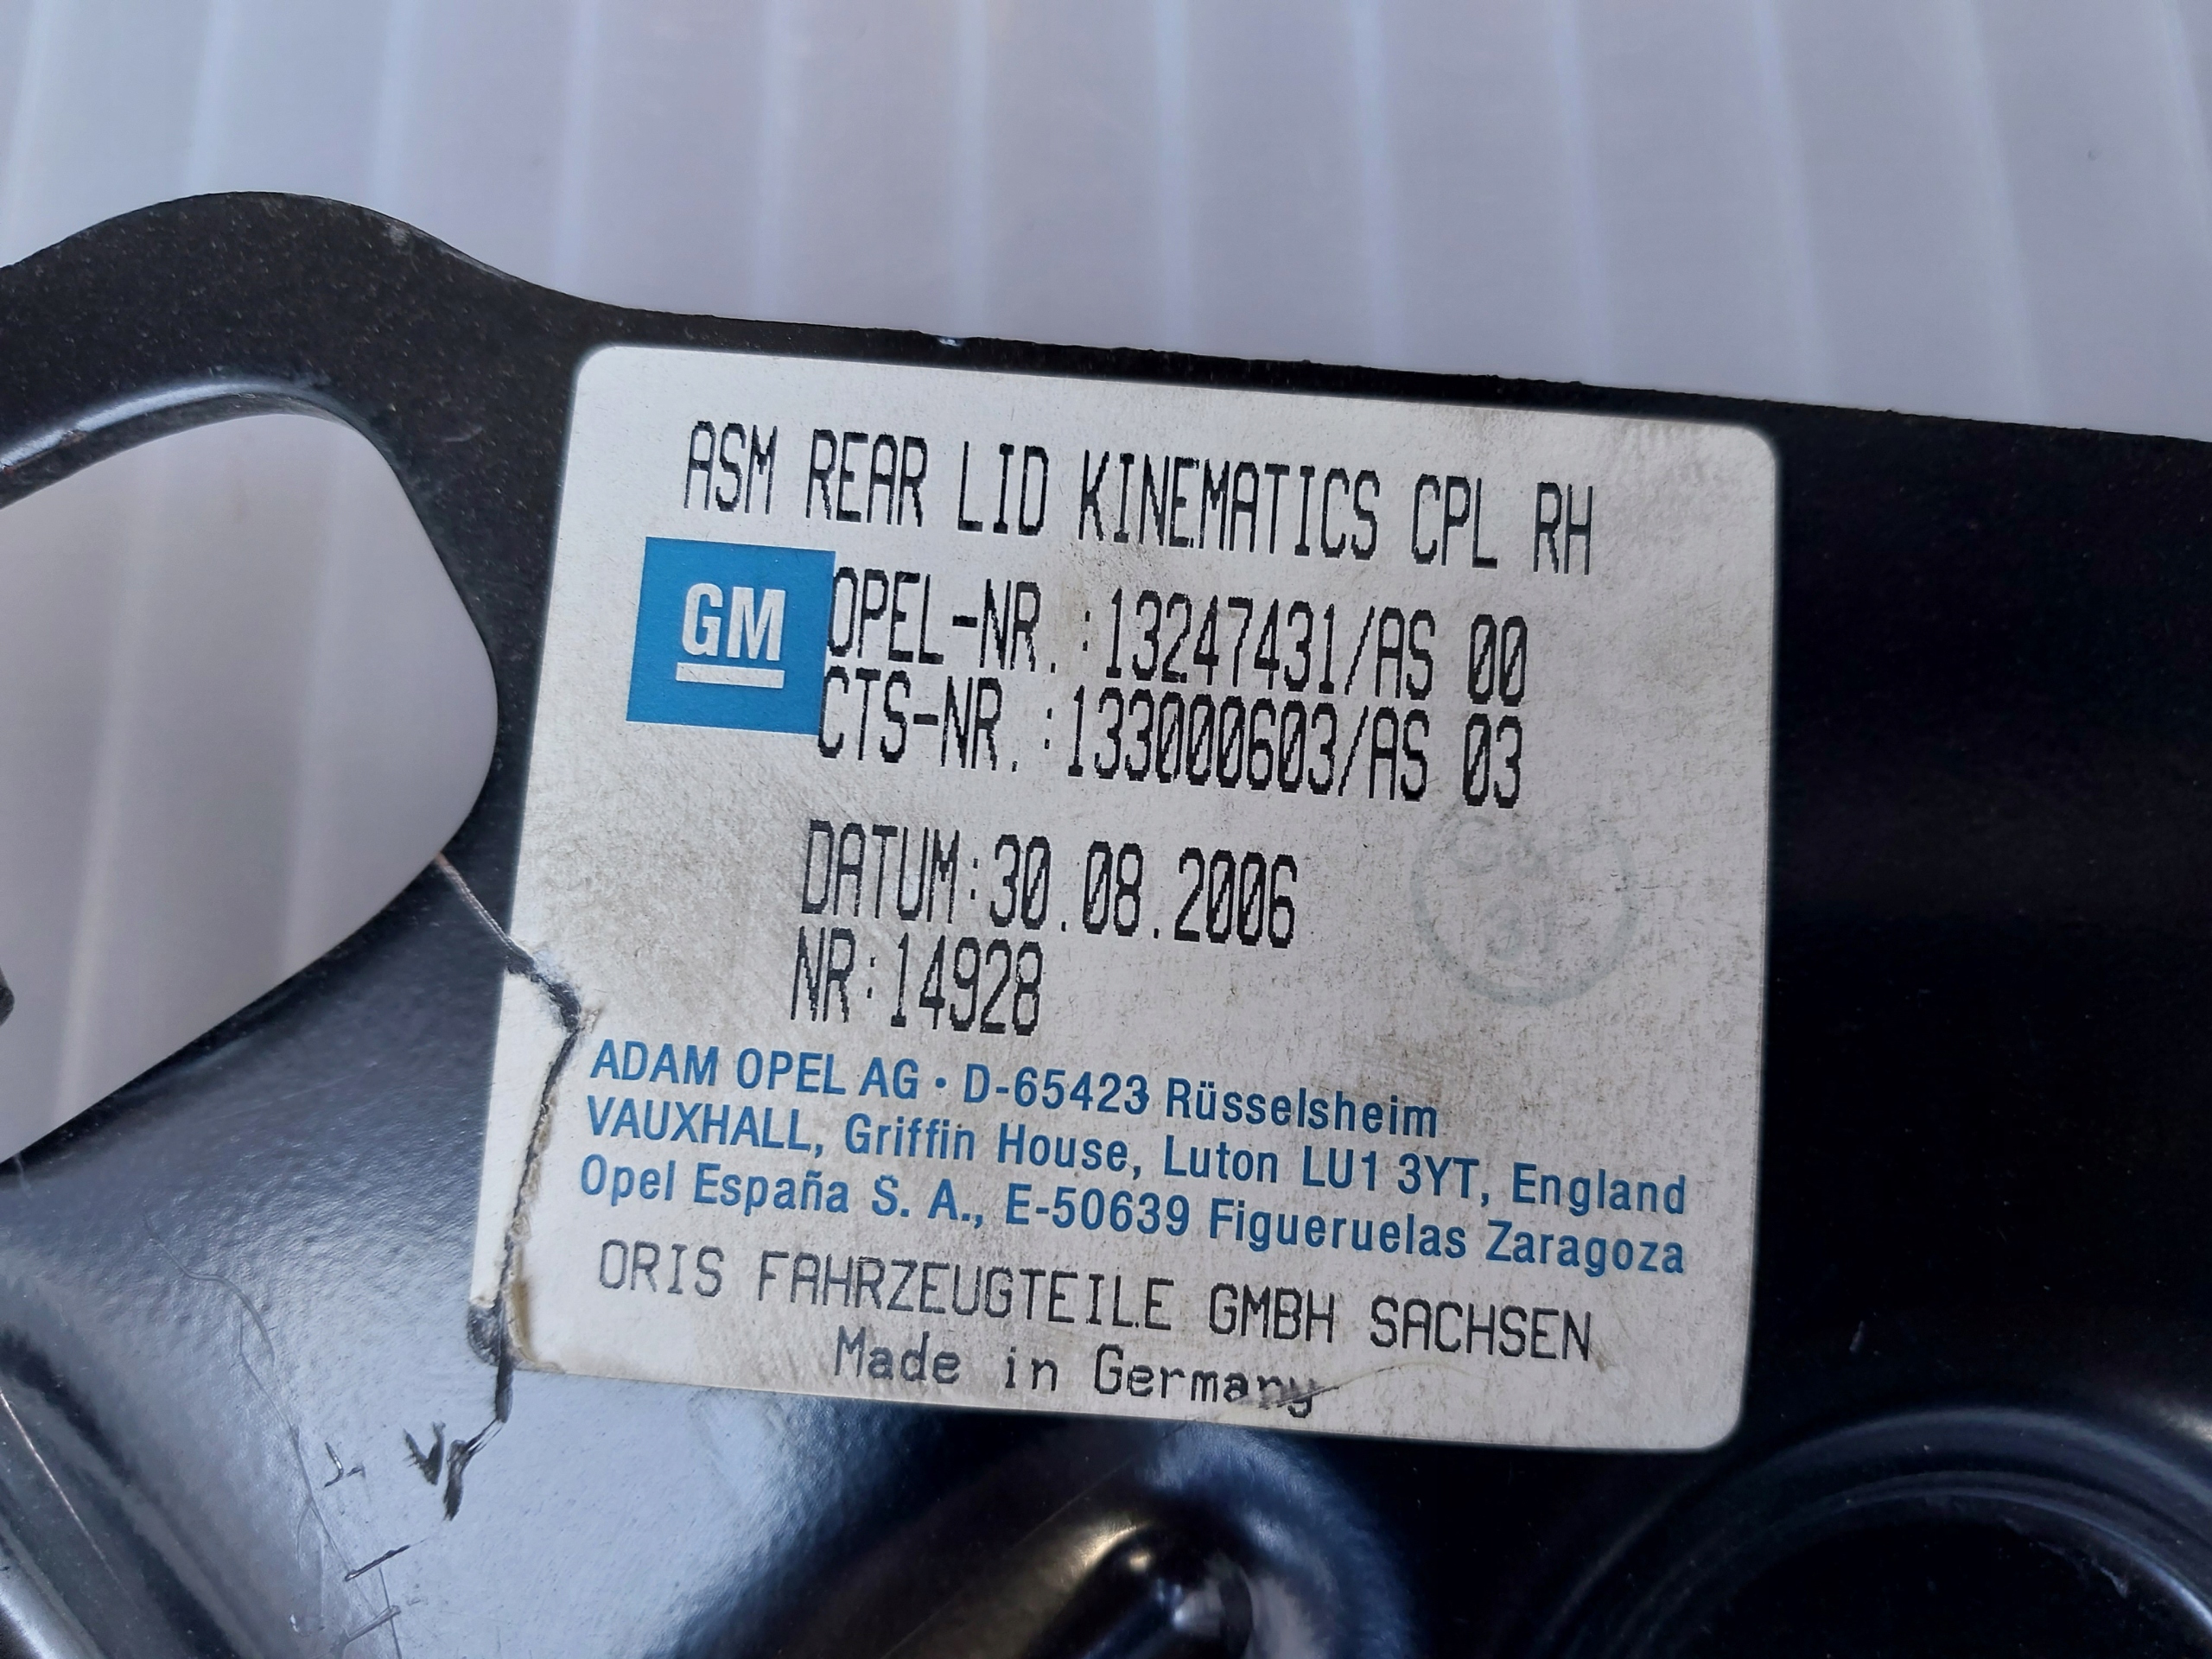 ASM REAR LID KINEMATICS CPL RH
GM
OPEL-NR.:13247431/AS 00
CTS-NR.:133000603/AS 03
DATUM:30.08.2006
NR:14928
ADAM OPEL AG · D-65423 Rüsselsheim
VAUXHALL, Griffin House, Luton LU1 3YT, England
Opel España S. A., E-50639 Figueruelas Zaragoza
ORIS FAHRZEUGTEILE GMBH SACHSEN
Made in Germany